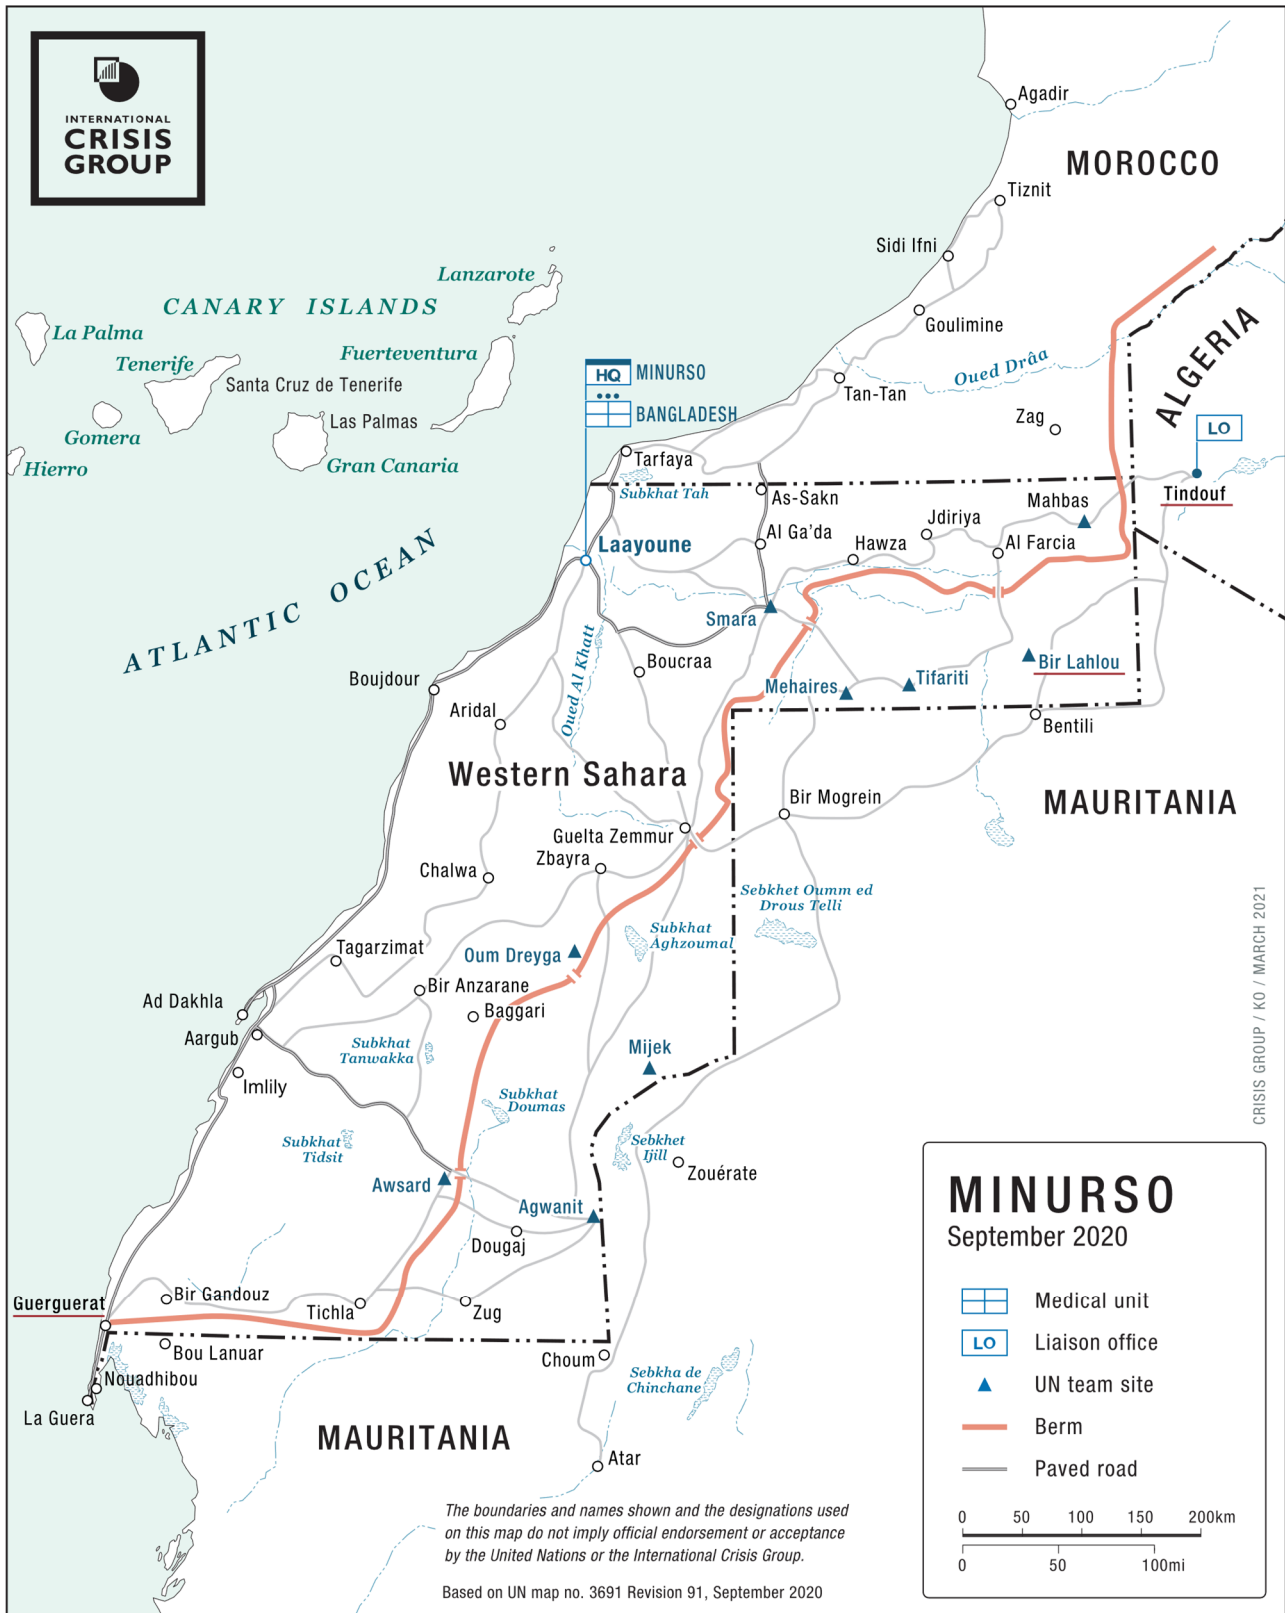 INTERNATIONAL
CRISIS
GROUP
Agadir
MOROCCO
Tiznit
Sidi Ifni
Lanzarote
CANARY ISLANDS
Goulimine
La Palma
Tenerife
Fuerteventura
ALGERIA
Oued Drâa
Santa Cruz de Tenerife
HQ
MINURSO
Tan-Tan
BANGLADESH
Zag
Las Palmas
LO
Gomera
Tarfaya
Hierro
Gran Canaria
Subkhat Tah
As-Sakn
Mahbas
Tindouf
Jdiriya
Al Ga'da
Hawza
Al Farcia
Laayoune
ATLANTIC OCEAN
Smara
Boucraa
Bir Lahlou
Oued Al Khatt
Boujdour
Mehaires
Tifariti
Aridal
Bentili
Western Sahara
Bir Mogrein
MAURITANIA
Guelta Zemmur
Zbayra
Chalwa
Sebkhet Oumm ed
Drous Telli
Subkhat
Aghzoumal
Tagarzimat
Oum Dreyga
Bir Anzarane
Ad Dakhla
Baggari
Aargub
Subkhat
Tanwakka
Mijek
Imlily
Subkhat
Doumas
Subkhat
Tidsit
Sebkhet
Ijill
Zouérate
Awsard
Agwanit
Dougaj
Bir Gandouz
Guerguerat
Tichla
Zug
Bou Lanuar
Choum
Nouadhibou
Sebkha de
Chinchane
La Guera
MAURITANIA
Atar
CRISIS GROUP / KO / MARCH 2021
MINURSO
September 2020
Medical unit
LO
Liaison office
UN team site
Berm
Paved road
0 50 100 150 200km
0 50 100mi
The boundaries and names shown and the designations used
on this map do not imply official endorsement or acceptance
by the United Nations or the International Crisis Group.
Based on UN map no. 3691 Revision 91, September 2020